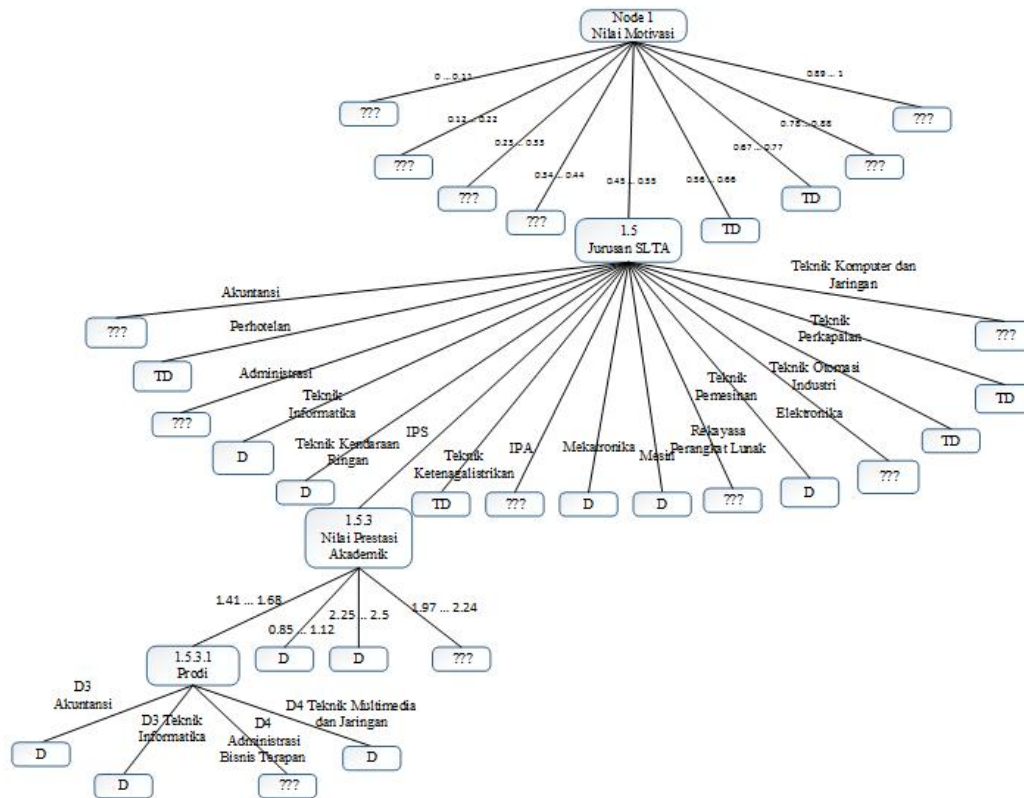 Node 1
Nilai Motivasi
0 ... 0.11
0.89 ... 1
???
???
0.12 ... 0.22
0.78 ... 0.88
0.23 ... 0.33
0.67 ... 0.77
???
???
0.34 ... 0.44
0.45 ... 0.55
0.56 ... 0.66
???
TD
???
1.5
Jurusan SLTA
TD
Teknik Komputer dan
Jaringan
Akuntansi
???
Perhotelan
Teknik
Perkapalan
???
TD
Administrasi
Teknik Otomasi
Industri
Teknik
Informatika
Teknik
Pemesinan
TD
???
IPS
Elektronika
Teknik Kendaraan
Ringan
Teknik
Ketenagalistrikan
IPA
Mekatronika
Mesin
Rekayasa
Perangkat Lunak
TD
D
???
D
D
TD
???
D
D
???
1.5.3
Nilai Prestasi
Akademik
1.41 ... 1.68
0.85 ... 1.12
2.25 ... 2.5
1.97 ... 2.24
1.5.3.1
Prodi
D
D
???
D3
Akuntansi
D3 Teknik
Informatika
D4
Administrasi
Bisnis Terapan
D4 Teknik Multimedia
dan Jaringan
D
D
D
???